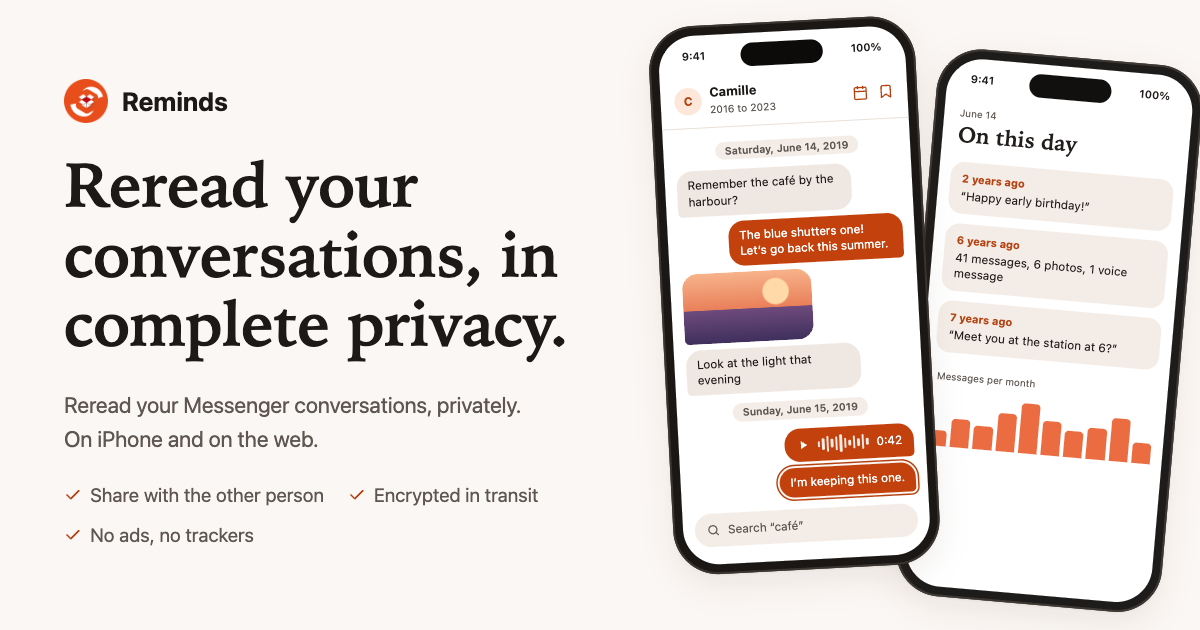 Reminds
Reread your
conversations, in
complete privacy.
Reread your Messenger conversations, privately.
On iPhone and on the web.
Share with the other person
Encrypted in transit
No ads, no trackers
9:41
100%
C
Camille
2016 to 2023
Saturday, June 14, 2019
Remember the café by the
harbour?
The blue shutters one!
Let's go back this summer.
Look at the light that
evening
Sunday, June 15, 2019
0:42
I'm keeping this one.
Search “café”
9:41
100%
June 14
On this day
2 years ago
“Happy early birthday!”
6 years ago
41 messages, 6 photos, 1 voice
message
7 years ago
“Meet you at the station at 6?”
Messages per month